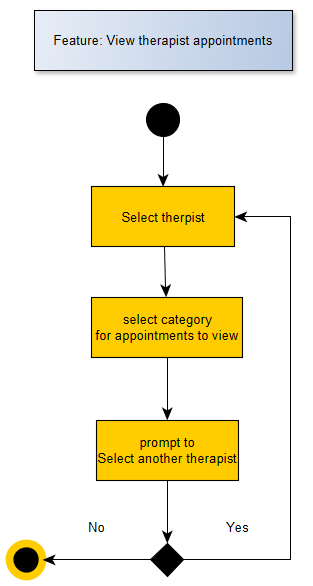 Feature: View therapist appointments
Select therpist
select category
for appointments to view
prompt to
Select another therapist
No
Yes